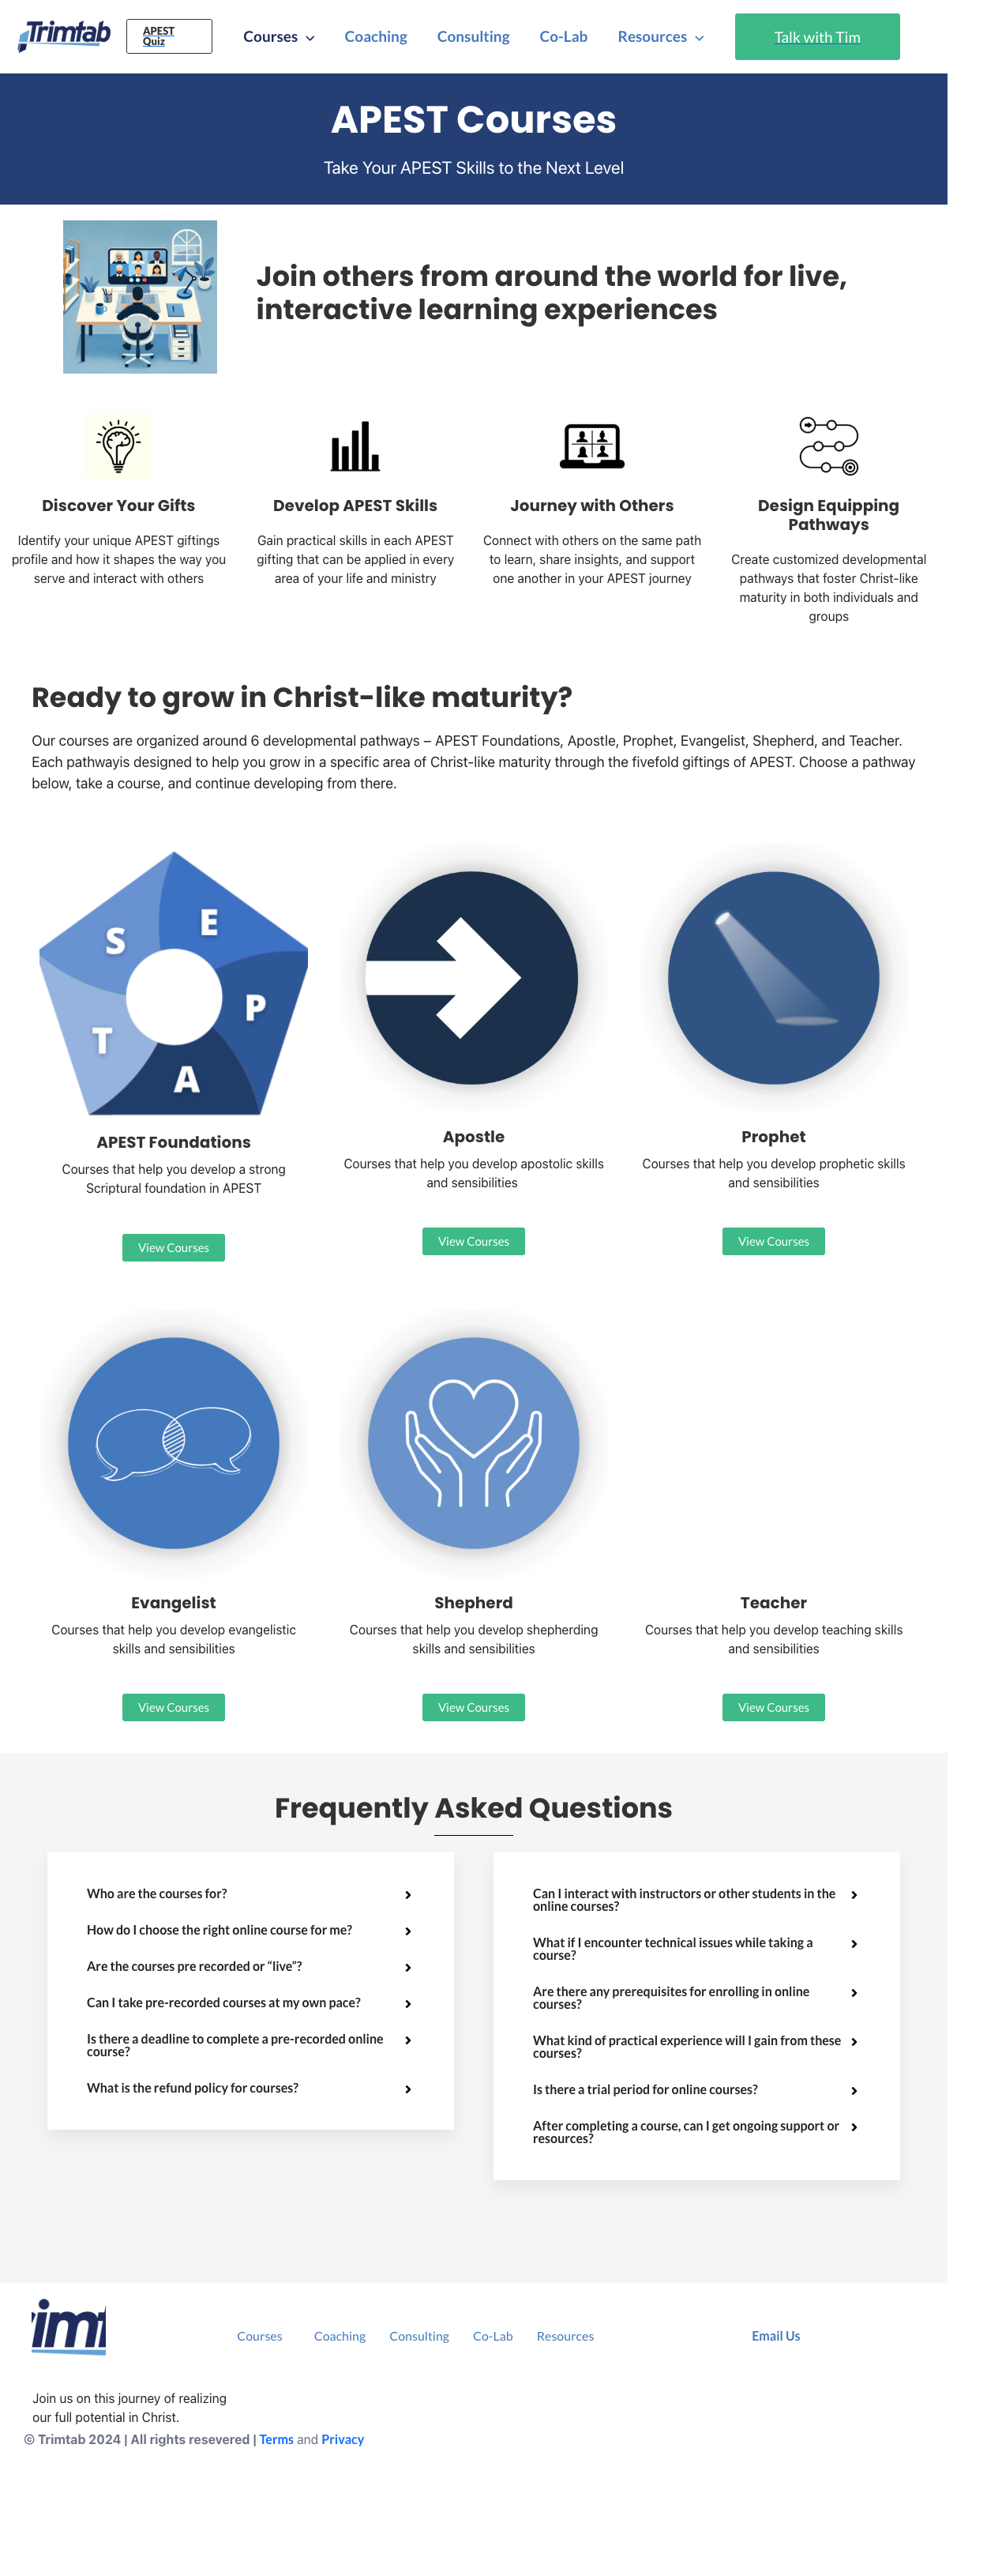 Trimtab
APEST
Quiz
Courses
Coaching
Consulting
Co-Lab
Resources
Talk with Tim
APEST Courses
Take Your APEST Skills to the Next Level
Join others from around the world for live,
interactive learning experiences
Discover Your Gifts
Identify your unique APEST giftings
profile and how it shapes the way you
serve and interact with others
Develop APEST Skills
Gain practical skills in each APEST
gifting that can be applied in every
area of your life and ministry
Journey with Others
Connect with others on the same path
to learn, share insights, and support
one another in your APEST journey
Design Equipping
Pathways
Create customized developmental
pathways that foster Christ-like
maturity in both individuals and
groups
Ready to grow in Christ-like maturity?
Our courses are organized around 6 developmental pathways – APEST Foundations, Apostle, Prophet, Evangelist, Shepherd, and Teacher.
Each pathwayis designed to help you grow in a specific area of Christ-like maturity through the fivefold giftings of APEST. Choose a pathway
below, take a course, and continue developing from there.
S
E
P
A
T
APEST Foundations
Courses that help you develop a strong
Scriptural foundation in APEST
View Courses
Apostle
Courses that help you develop apostolic skills
and sensibilities
View Courses
Prophet
Courses that help you develop prophetic skills
and sensibilities
View Courses
Evangelist
Courses that help you develop evangelistic
skills and sensibilities
View Courses
Shepherd
Courses that help you develop shepherding
skills and sensibilities
View Courses
Teacher
Courses that help you develop teaching skills
and sensibilities
View Courses
Frequently Asked Questions
Who are the courses for?
How do I choose the right online course for me?
Are the courses pre recorded or “live”?
Can I take pre-recorded courses at my own pace?
Is there a deadline to complete a pre-recorded online
course?
What is the refund policy for courses?
Can I interact with instructors or other students in the
online courses?
What if I encounter technical issues while taking a
course?
Are there any prerequisites for enrolling in online
courses?
What kind of practical experience will I gain from these
courses?
Is there a trial period for online courses?
After completing a course, can I get ongoing support or
resources?
im
Courses
Coaching
Consulting
Co-Lab
Resources
Email Us
Join us on this journey of realizing
our full potential in Christ.
© Trimtab 2024 | All rights resevered | Terms and Privacy